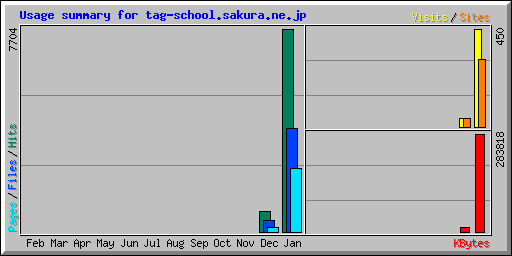 Usage summary for tag-school.sakura.ne.jp
Visits/Sites
7704
450
Pages/Files/Hits
283818
Feb Mar Apr May Jun Jul Aug Sep Oct Nov Dec Jan
KBytes